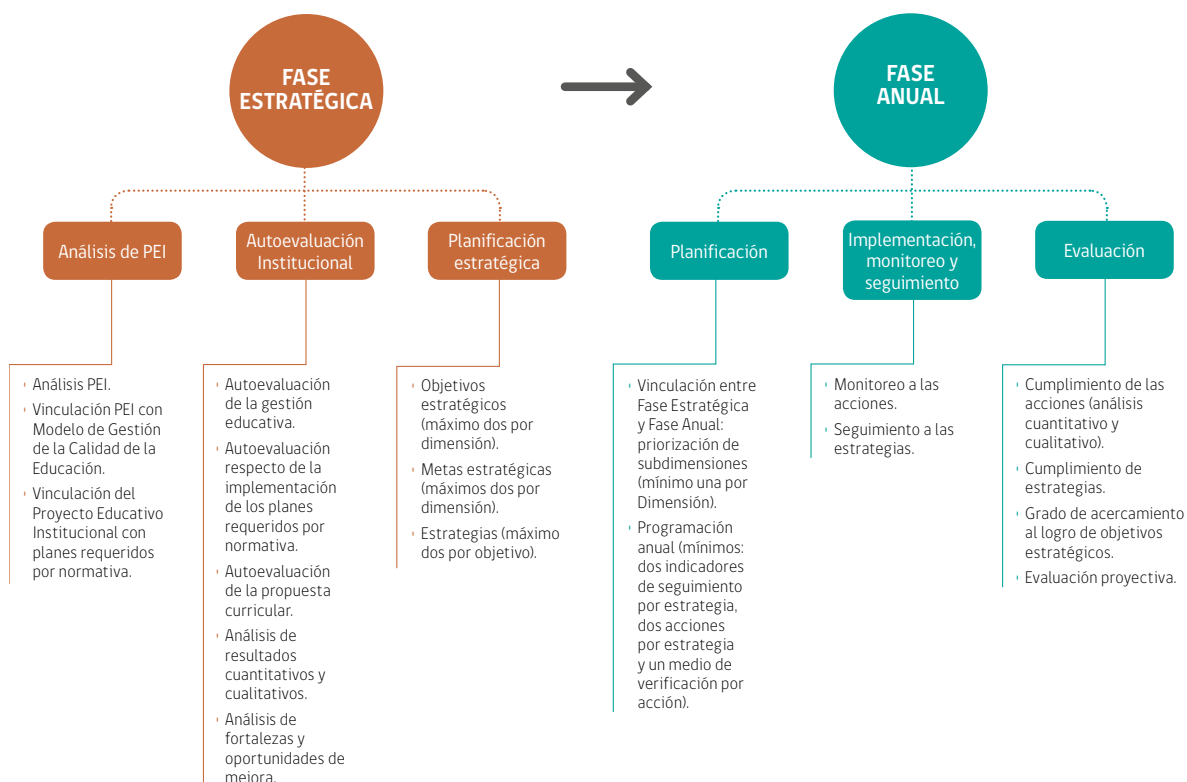 FASE
ESTRATÉGICA
FASE
ANUAL
Análisis de PEI
Autoevaluación
Institucional
Planificación
estratégica
Planificación
Implementación,
monitoreo y
seguimiento
Evaluación
Análisis PEI.
Vinculación PEI con
Modelo de Gestión
de la Calidad de la
Educación.
Vinculación del
Proyecto Educativo
Institucional con
planes requeridos
por normativa.
Autoevaluación
de la gestión
educativa.
Autoevaluación
respecto de la
implementación
de los planes
requeridos por
normativa.
Autoevaluación
de la propuesta
curricular.
Análisis de
resultados
cuantitativos y
cualitativos.
Análisis de
fortalezas y
oportunidades de
mejora.
Objetivos
estratégicos
(máximo dos por
dimensión).
Metas estratégicas
(máximos dos por
dimensión).
Estrategias (máximo
dos por objetivo).
Vinculación entre
Fase Estratégica
y Fase Anual:
priorización de
subdimensiones
(mínimo una por
Dimensión).
Programación
anual (mínimos:
dos indicadores
de seguimiento
por estrategia,
dos acciones
por estrategia
y un medio de
verificación por
acción).
Monitoreo a las
acciones.
Seguimiento a las
estrategias.
Cumplimiento de las
acciones (análisis
cuantitativo y
cualitativo).
Cumplimiento de
estrategias.
Grado de acercamiento
al logro de objetivos
estratégicos.
Evaluación proyectiva.